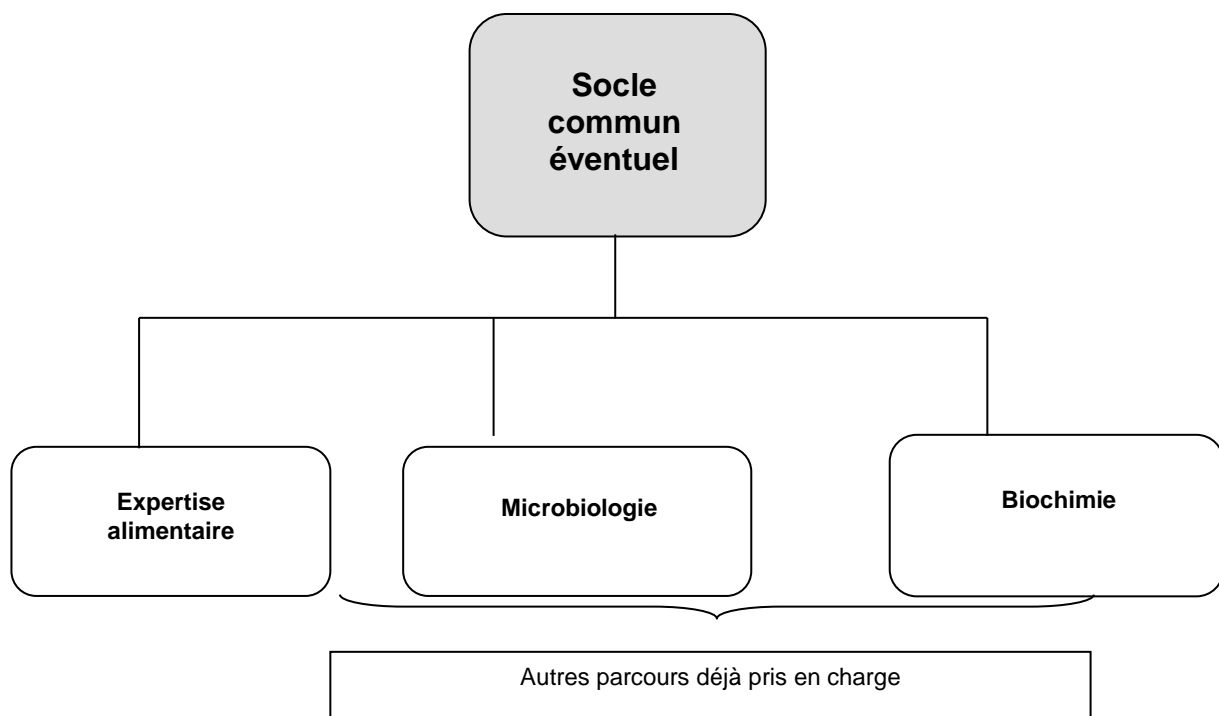 Socle
commun
éventuel
Expertise
alimentaire
Microbiologie
Biochimie
Autres parcours déjà pris en charge